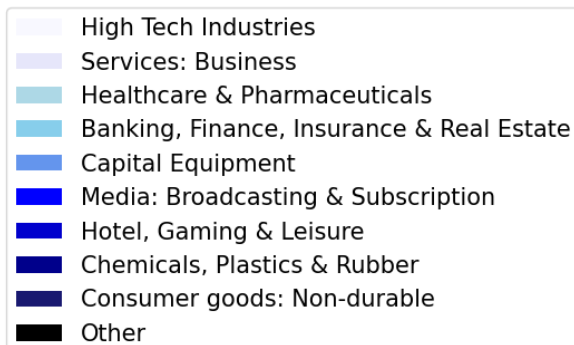 High Tech Industries
Services: Business
Healthcare & Pharmaceuticals
Banking, Finance, Insurance & Real Estate
Capital Equipment
Media: Broadcasting & Subscription
Hotel, Gaming & Leisure
Chemicals, Plastics & Rubber
Consumer goods: Non-durable
Other